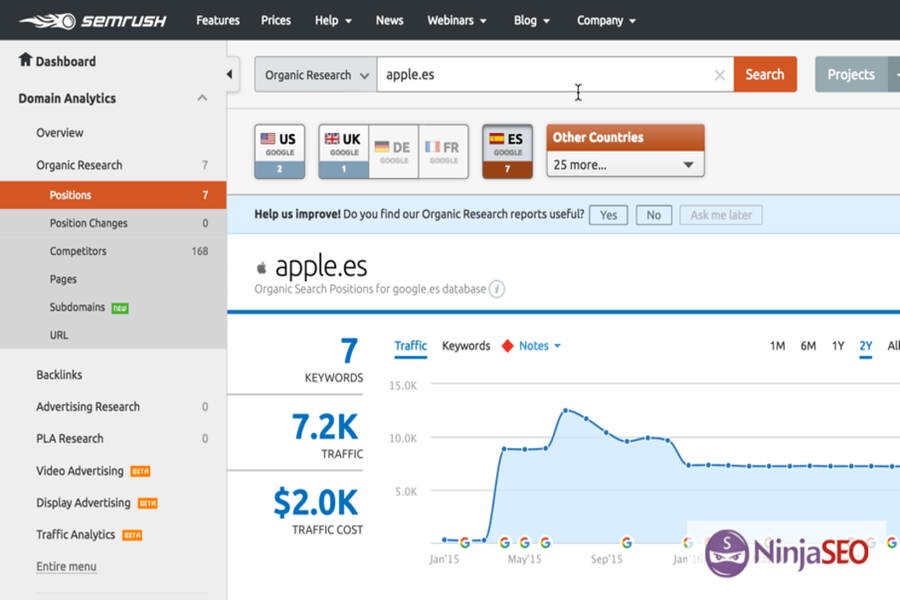 SEMRUSH Features Prices Help News Webinars Blog Company
Dashboard
Domain Analytics
Overview
Organic Research 7
Positions 7
Position Changes 0
Competitors 168
Pages
Subdomains NEW
URL
Backlinks
Advertising Research 0
PLA Research 0
Video Advertising BETA
Display Advertising BETA
Traffic Analytics BETA
Entire menu
Organic Research apple.es × Search Projects
US GOOGLE 2
UK GOOGLE 1
DE GOOGLE
FR GOOGLE
ES GOOGLE 7
Other Countries
25 more...
Help us improve! Do you find our Organic Research reports useful? Yes No Ask me later
apple.es
Organic Search Positions for google.es database i
7
KEYWORDS
7.2K
TRAFFIC
$2.0K
TRAFFIC COST
Traffic Keywords Notes 1M 6M 1Y 2Y All
15.0K
10.0K
5.0K
G G G G G G G
Jan'15 May'15 Sep'15
S NinjaSEO